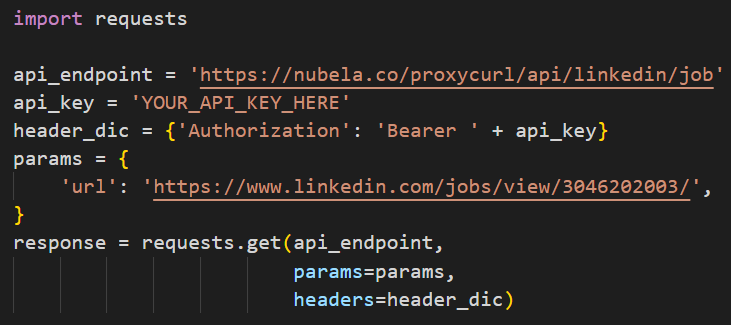 import requests

api_endpoint = 'https://nubela.co/proxycurl/api/linkedin/job'
api_key = 'YOUR_API_KEY_HERE'
header_dic = {'Authorization': 'Bearer ' + api_key}
params = {
    'url': 'https://www.linkedin.com/jobs/view/3046202003/',
}
response = requests.get(api_endpoint,
                        params=params,
                        headers=header_dic)